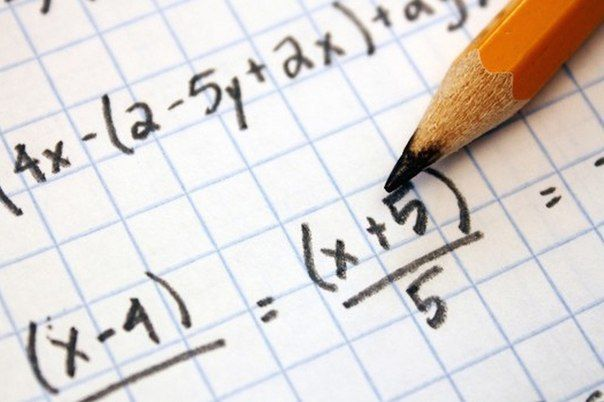 (4x-(2-5y+2x)+
(x-4) = (x+5)/5 =